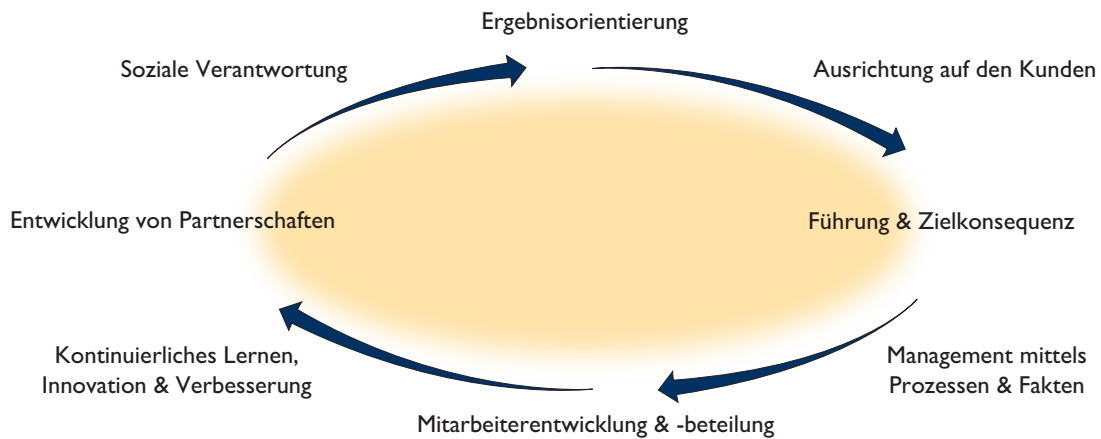 Ergebnisorientierung
Soziale Verantwortung
Ausrichtung auf den Kunden
Entwicklung von Partnerschaften
Führung & Zielkonsequenz
Kontinuierliches Lernen,
Innovation & Verbesserung
Management mittels
Prozessen & Fakten
Mitarbeiterentwicklung & -beteilung